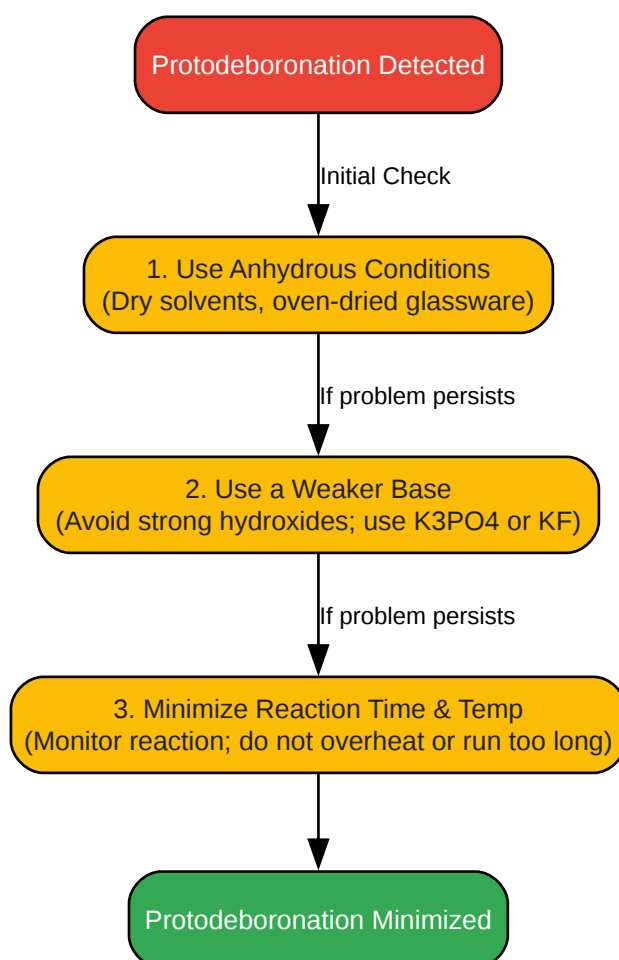 Protodeboronation Detected
Initial Check
1. Use Anhydrous Conditions
(Dry solvents, oven-dried glassware)
If problem persists
2. Use a Weaker Base
(Avoid strong hydroxides; use K3PO4 or KF)
If problem persists
3. Minimize Reaction Time & Temp
(Monitor reaction; do not overheat or run too long)
Protodeboronation Minimized